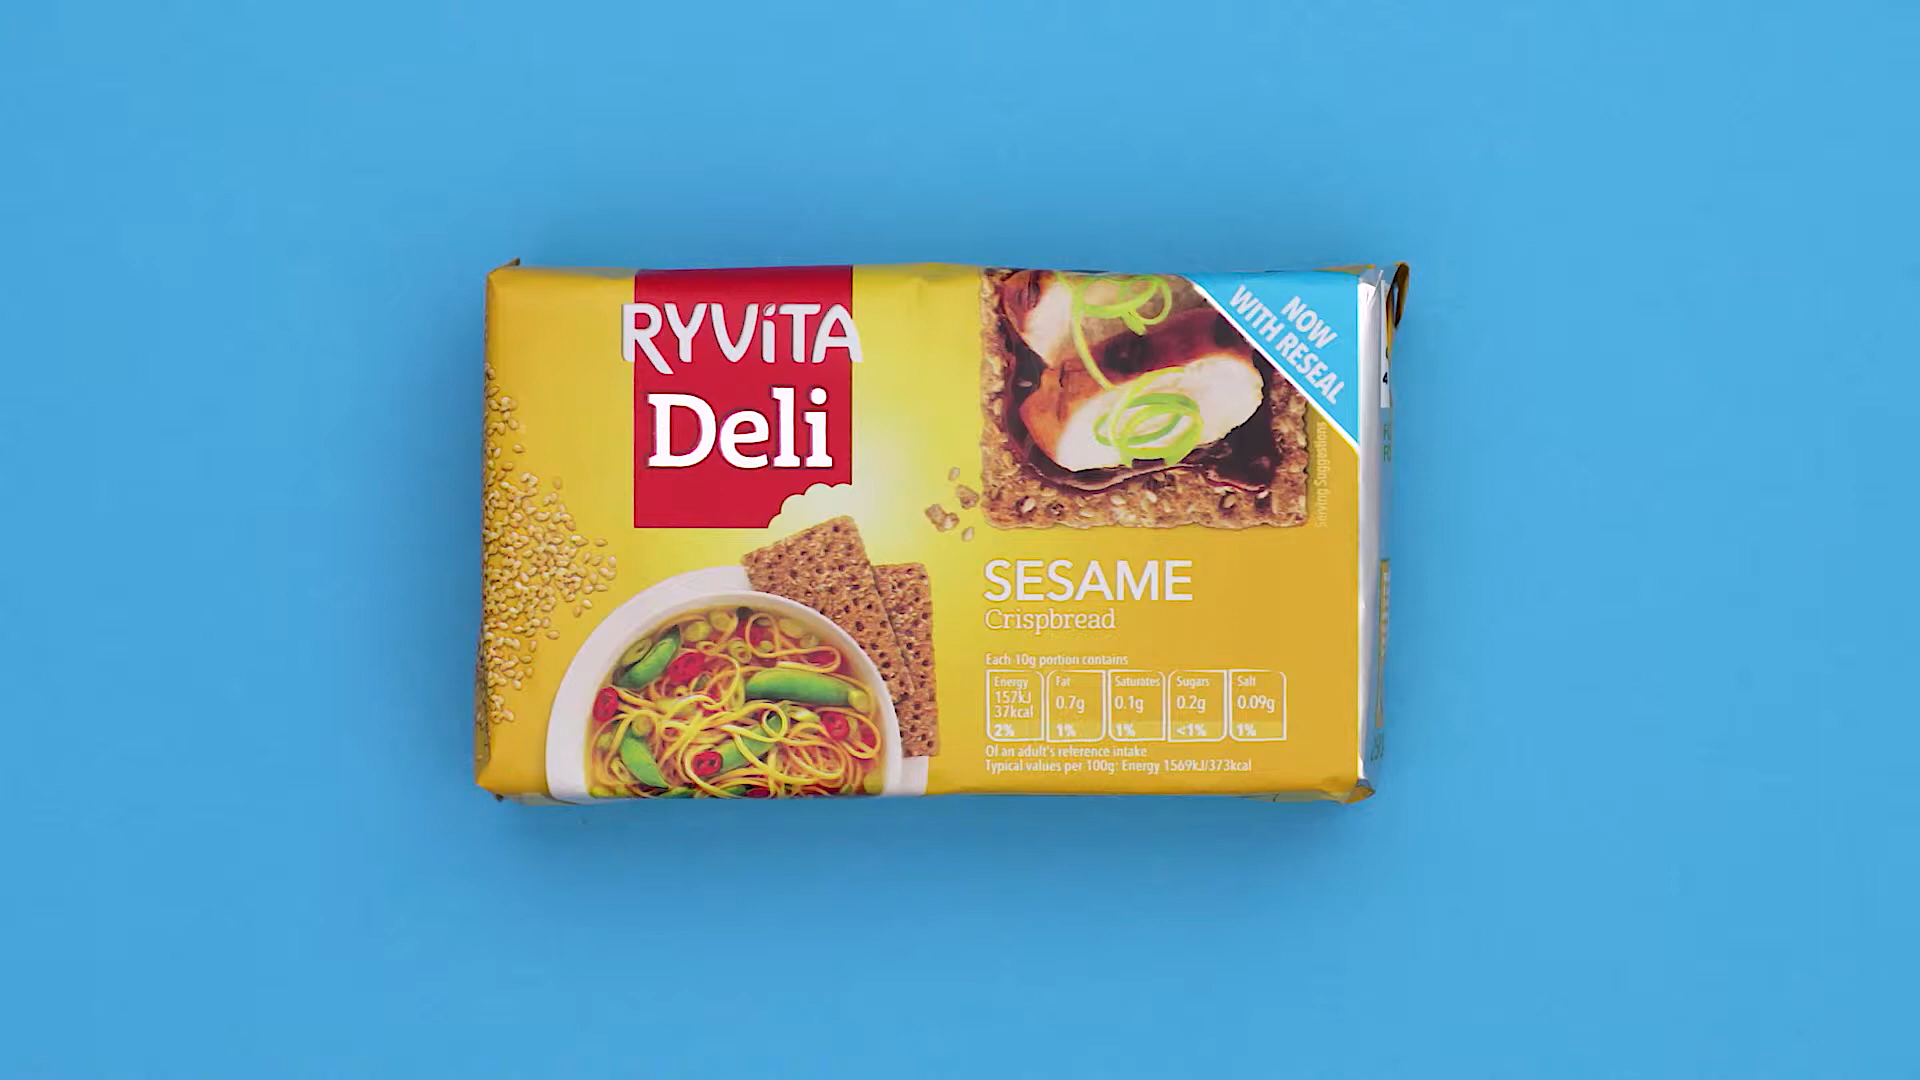 RYVITA
Deli
NOW
WITH RESEAL
Serving Suggestions
SESAME
Crispbread
Each 10g portion contains
Energy 157kJ 37kcal 2%
Fat 0.7g 1%
Saturates 0.1g 1%
Sugars 0.2g <1%
Salt 0.09g 1%
Of an adult's reference intake
Typical values per 100g: Energy 1569kJ/373kcal